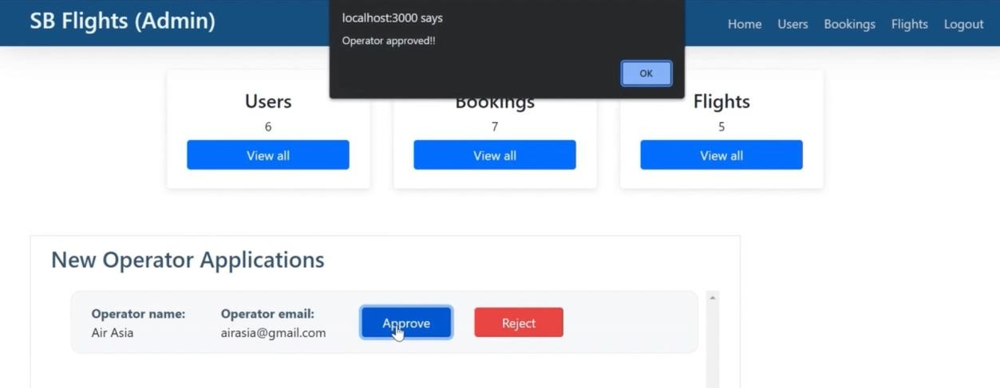 SB Flights (Admin)
localhost:3000 says
Operator approved!!
OK
Home Users Bookings Flights Logout
Users Bookings Flights
6 7 5
View all View all View all
New Operator Applications
Operator name: Operator email:
Air Asia airasia@gmail.com
Approve Reject